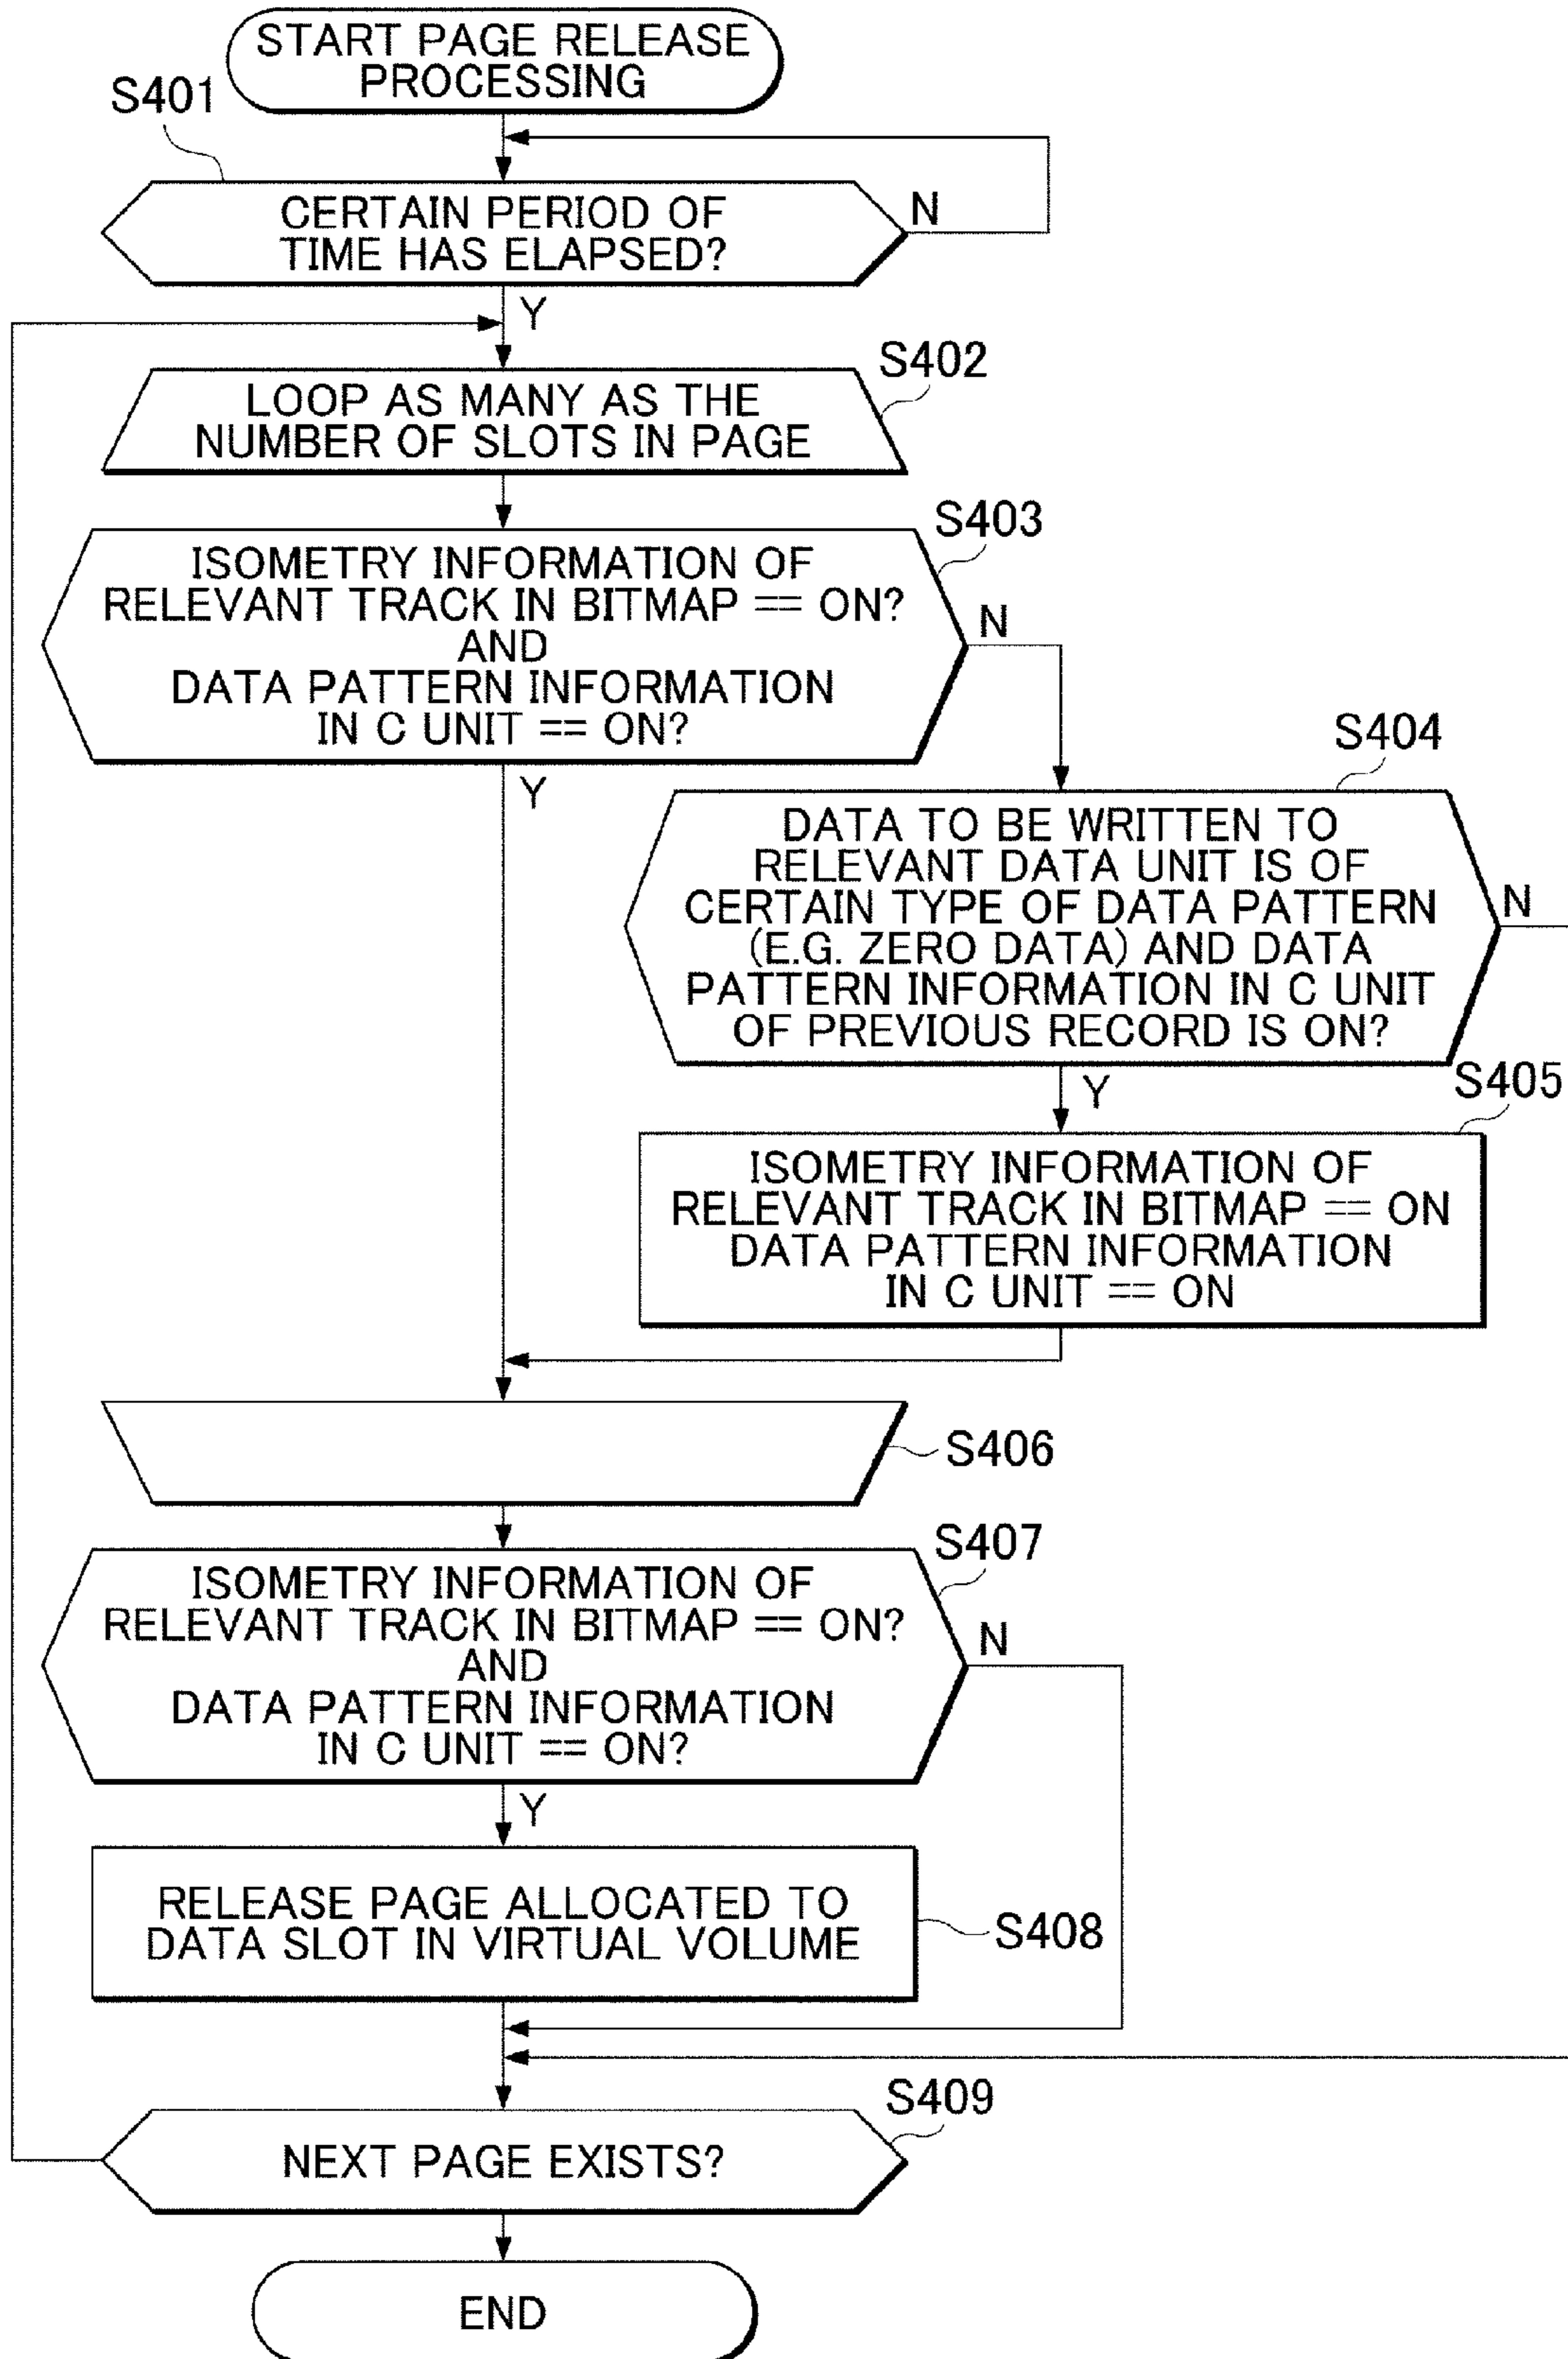 START PAGE RELEASE
PROCESSING
S401
CERTAIN PERIOD OF
TIME HAS ELAPSED?
N
Y
S402
LOOP AS MANY AS THE
NUMBER OF SLOTS IN PAGE
S403
ISOMETRY INFORMATION OF
RELEVANT TRACK IN BITMAP == ON?
AND
DATA PATTERN INFORMATION
IN C UNIT == ON?
N
Y
S404
DATA TO BE WRITTEN TO
RELEVANT DATA UNIT IS OF
CERTAIN TYPE OF DATA PATTERN
(E.G. ZERO DATA) AND DATA
PATTERN INFORMATION IN C UNIT
OF PREVIOUS RECORD IS ON?
N
Y
S405
ISOMETRY INFORMATION OF
RELEVANT TRACK IN BITMAP == ON
DATA PATTERN INFORMATION
IN C UNIT == ON
S406
S407
ISOMETRY INFORMATION OF
RELEVANT TRACK IN BITMAP == ON?
AND
DATA PATTERN INFORMATION
IN C UNIT == ON?
N
Y
RELEASE PAGE ALLOCATED TO
DATA SLOT IN VIRTUAL VOLUME
S408
S409
NEXT PAGE EXISTS?
END